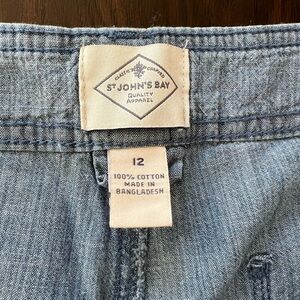 ST JOHN'S BAY
QUALITY
APPAREL
12
100% COTTON
MADE IN
BANGLADESH